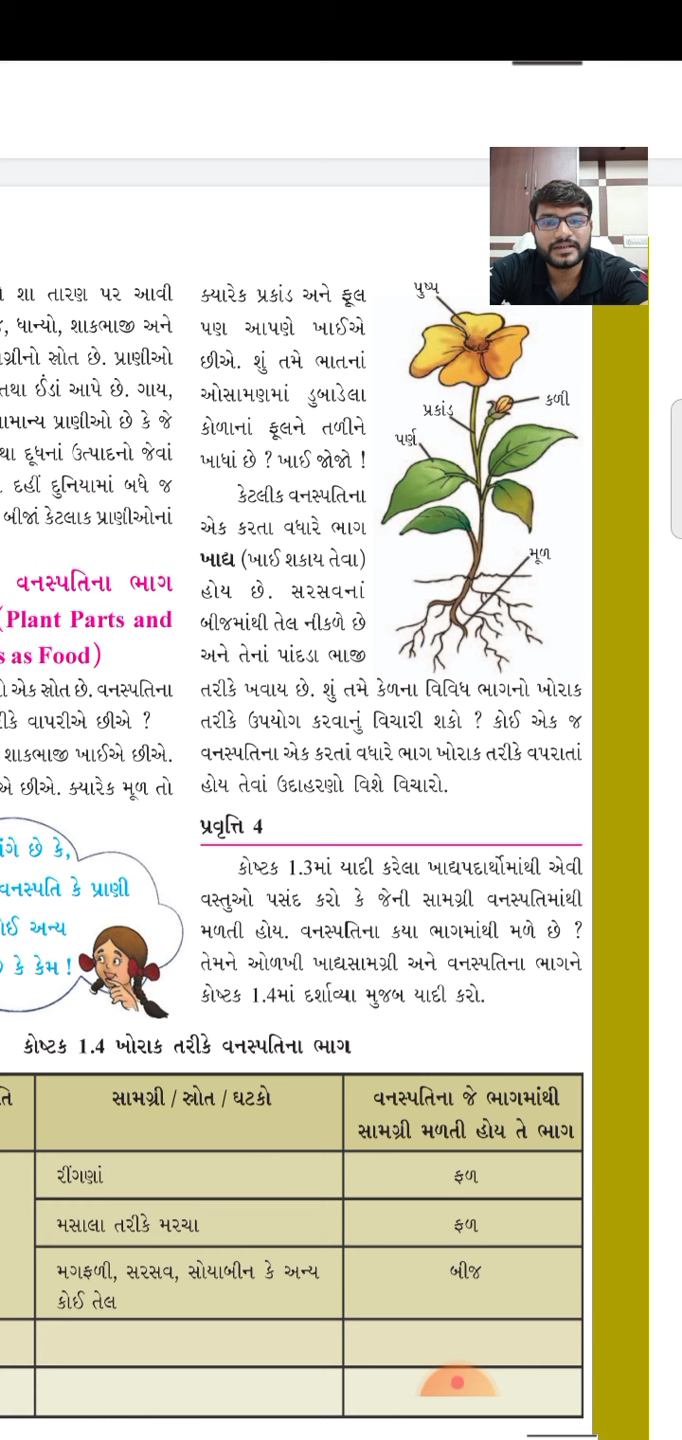 શા તારણ પર આવી
ધાન્યો, શાકભાજી અને
સ્રોત છે. પ્રાણીઓ
તથા ઈંડાં આપે છે. ગાય,
પ્રાણીઓ છે કે જે
દૂધનાં ઉત્પાદનો જેવાં
દહીં દુનિયામાં બધે જ
બીજાં કેટલાક પ્રાણીઓનાં
વનસ્પતિના ભાગ
(Plant Parts and
as Food)
એક સ્રોત છે. વનસ્પતિના
વાપરીએ છીએ ?
શાકભાજી ખાઈએ છીએ.
છીએ. ક્યારેક મૂળ તો
છે કે,
વનસ્પતિ કે પ્રાણી
અન્ય
કે કેમ !
ક્યારેક પ્રકાંડ અને ફૂલ
પણ આપણે ખાઈએ
છીએ. શું તમે ભાતનાં
ઓસામણમાં ડુબાડેલા
કોળાનાં ફૂલને તળીને
ખાધાં છે ? ખાઈ જોજો !
કેટલીક વનસ્પતિના
એક કરતા વધારે ભાગ
ખાદ્ય (ખાઈ શકાય તેવા)
હોય છે. સરસવનાં
બીજમાંથી તેલ નીકળે છે
અને તેનાં પાંદડા ભાજી
તરીકે ખવાય છે. શું તમે કેળના વિવિધ ભાગનો ખોરાક
તરીકે ઉપયોગ કરવાનું વિચારી શકો ? કોઈ એક જ
વનસ્પતિના એક કરતાં વધારે ભાગ ખોરાક તરીકે વપરાતાં
હોય તેવાં ઉદાહરણો વિશે વિચારો.
પુષ્પ
કળી
પ્રકાંડ
પર્ણ
મૂળ
પ્રવૃત્તિ 4
કોષ્ટક 1.3માં યાદી કરેલા ખાદ્યપદાર્થોમાંથી એવી
વસ્તુઓ પસંદ કરો કે જેની સામગ્રી વનસ્પતિમાંથી
મળતી હોય. વનસ્પતિના કયા ભાગમાંથી મળે છે ?
તેમને ઓળખી ખાદ્યસામગ્રી અને વનસ્પતિના ભાગને
કોષ્ટક 1.4માં દર્શાવ્યા મુજબ યાદી કરો.
કોષ્ટક 1.4 ખોરાક તરીકે વનસ્પતિના ભાગ
સામગ્રી / સ્રોત / ઘટકો
વનસ્પતિના જે ભાગમાંથી
સામગ્રી મળતી હોય તે ભાગ
રીંગણાં
ફળ
મસાલા તરીકે મરચા
ફળ
મગફળી, સરસવ, સોયાબીન કે અન્ય
કોઈ તેલ
બીજ